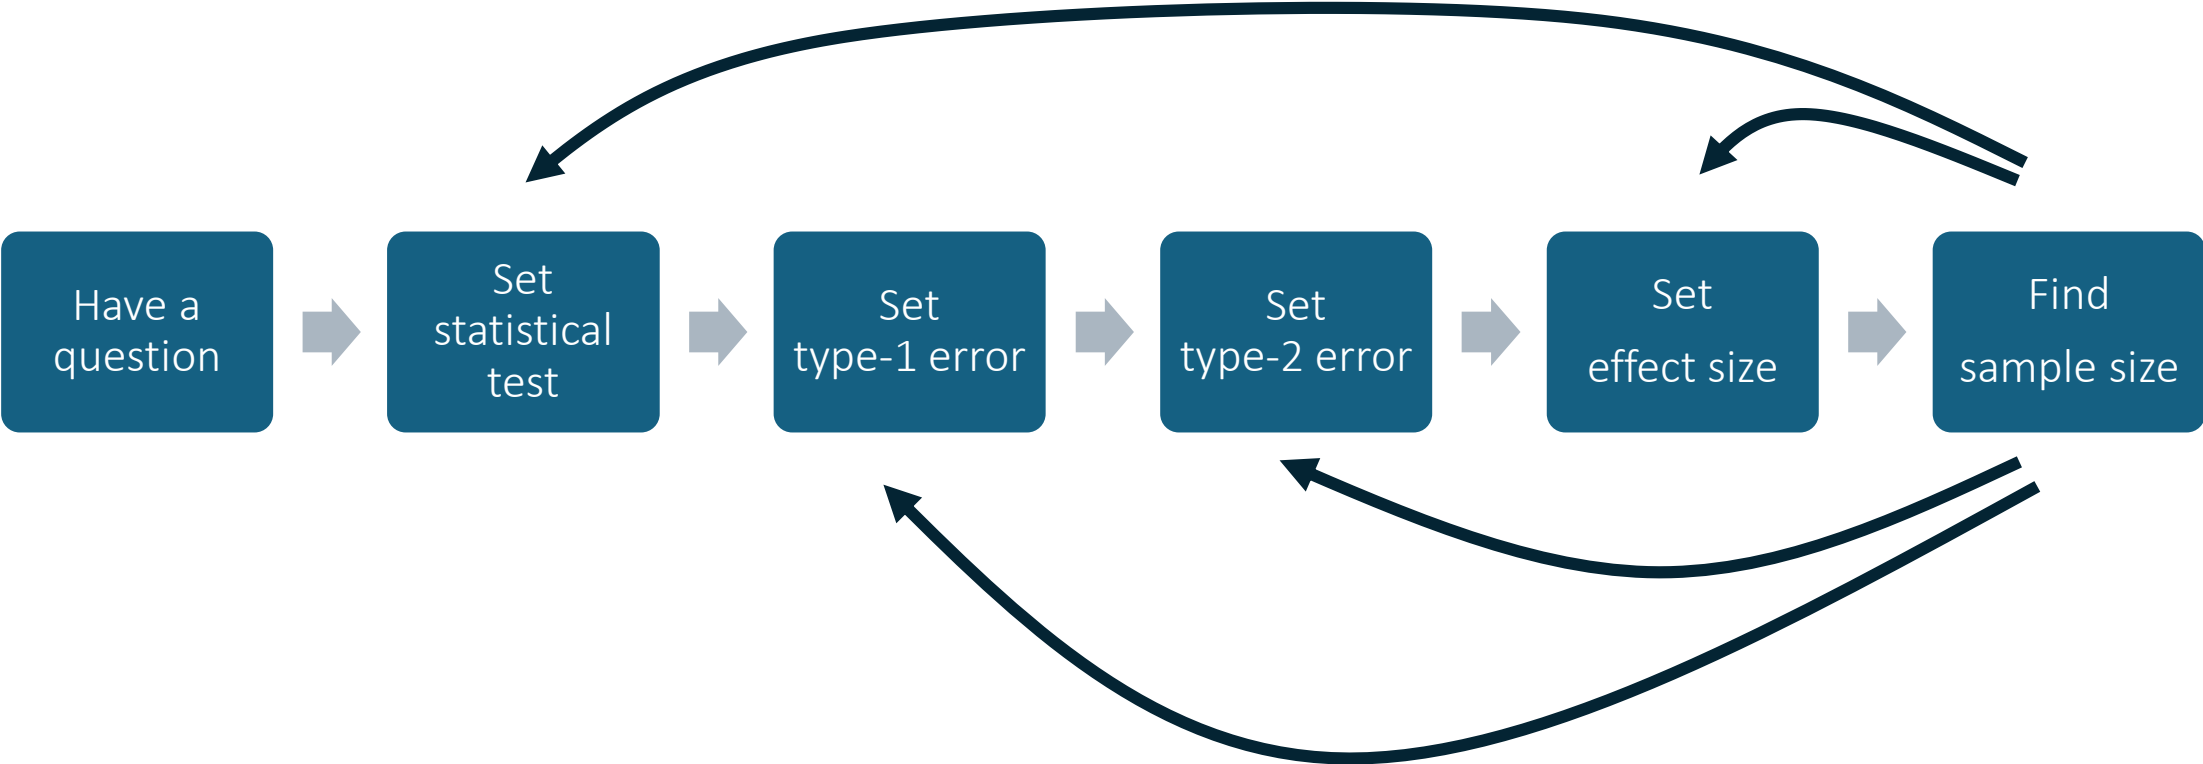 Have a
question
Set
statistical
test
Set
type-1 error
Set
type-2 error
Set
effect size
Find
sample size